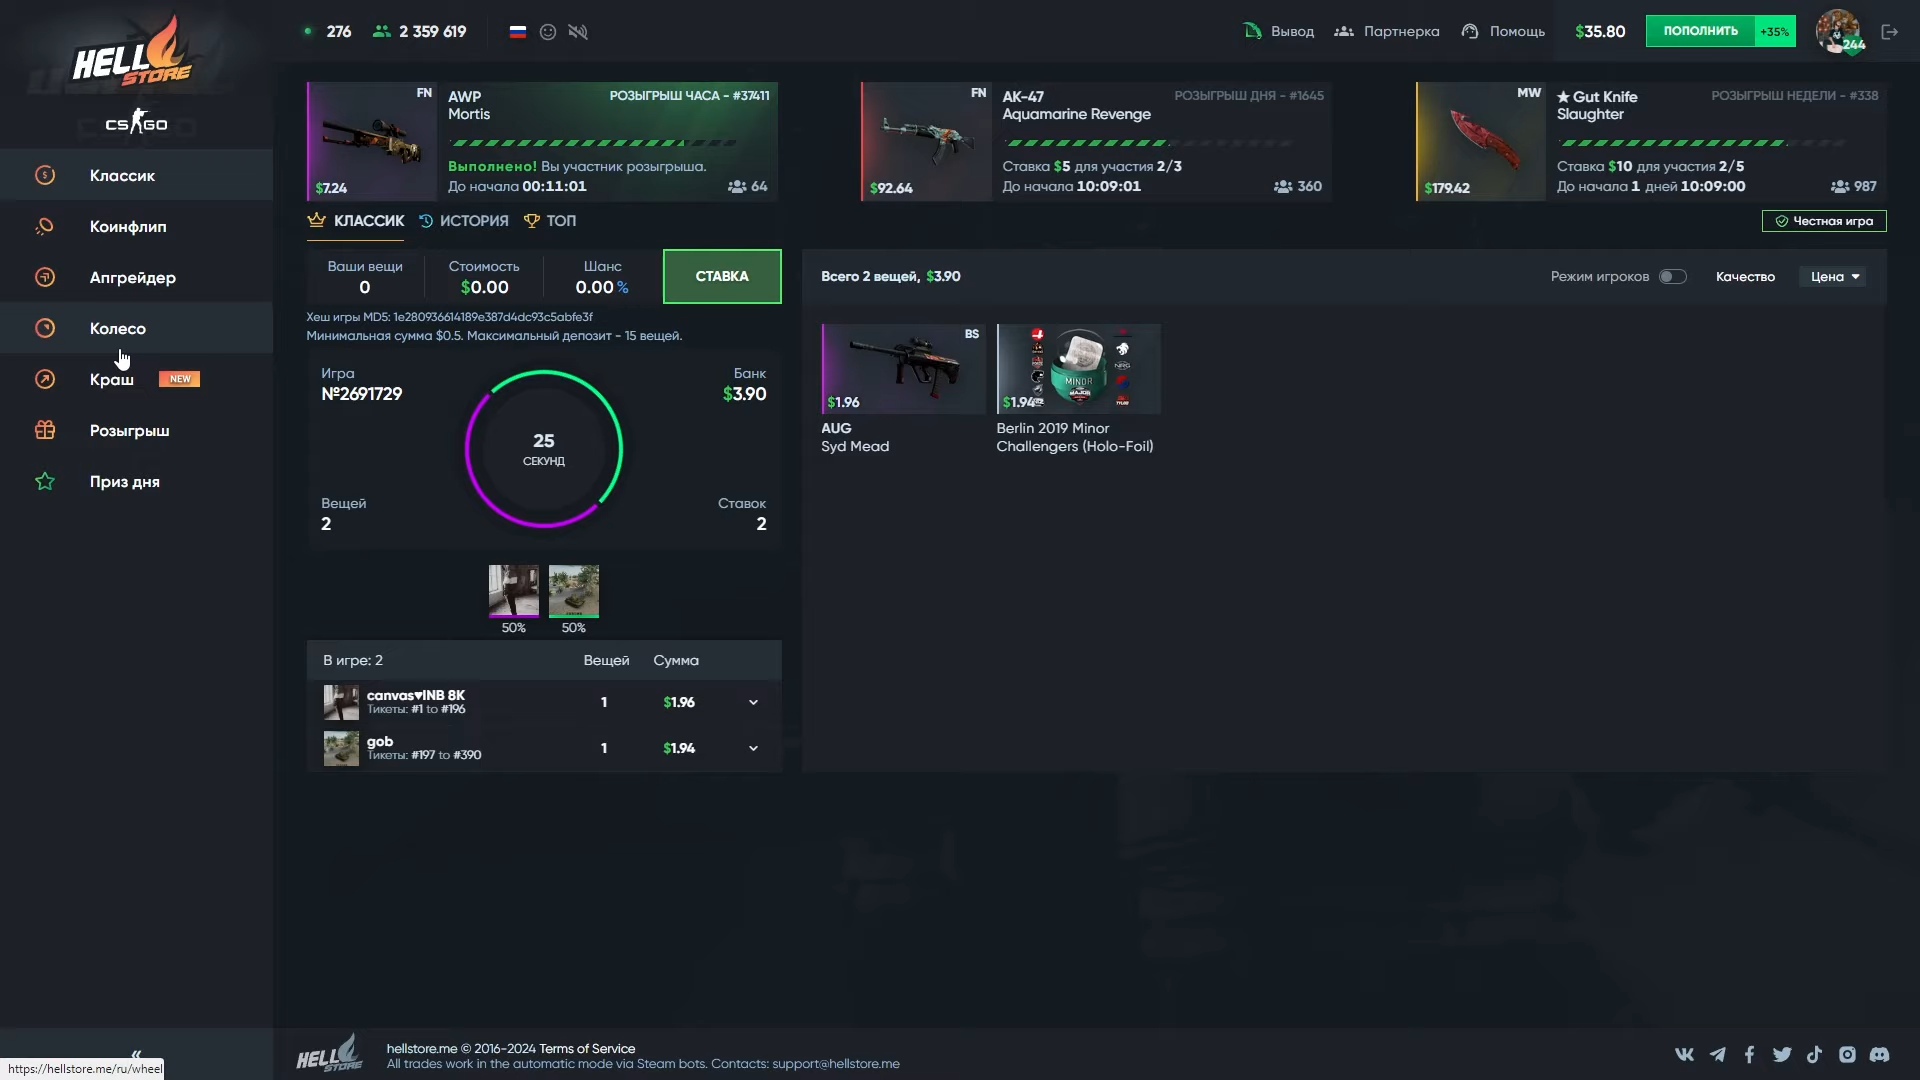 HELL STORE
CS GO
Классик
Коинфлип
Апгрейдер
Колесо
Краш NEW
Розыгрыш
Приз дня
276 2 359 619
Вывод Партнерка Помощь $35.80 ПОПОЛНИТЬ +35% 244
FN
$7.24
AWP РОЗЫГРЫШ ЧАСА - #37411
Mortis
Выполнено! Вы участник розыгрыша.
До начала 00:11:01 64
FN
$92.64
AK-47 РОЗЫГРЫШ ДНЯ - #1645
Aquamarine Revenge
Ставка $5 для участия 2/3
До начала 10:09:01 360
MW
$179.42
★ Gut Knife РОЗЫГРЫШ НЕДЕЛИ - #338
Slaughter
Ставка $10 для участия 2/5
До начала 1 дней 10:09:00 987
КЛАССИК ИСТОРИЯ ТОП
Честная игра
Ваши вещи Стоимость Шанс
0 $0.00 0.00 %
СТАВКА
Хеш игры MD5: 1e280936614189e387d4dc93c5abfe3f
Минимальная сумма $0.5. Максимальный депозит - 15 вещей.
Игра Банк
№2691729 $3.90
25
СЕКУНД
Вещей Ставок
2 2
50% 50%
В игре: 2 Вещей Сумма
canvas♥INB 8K 1 $1.96
Тикеты: #1 to #196
gob 1 $1.94
Тикеты: #197 to #390
Всего 2 вещей, $3.90 Режим игроков Качество Цена
BS
$1.96
AUG
Syd Mead
MINOR
$1.94
Berlin 2019 Minor
Challengers (Holo-Foil)
HELL STORE
hellstore.me © 2016-2024 Terms of Service
All trades work in the automatic mode via Steam bots. Contacts: support@hellstore.me
https://hellstore.me/ru/wheel